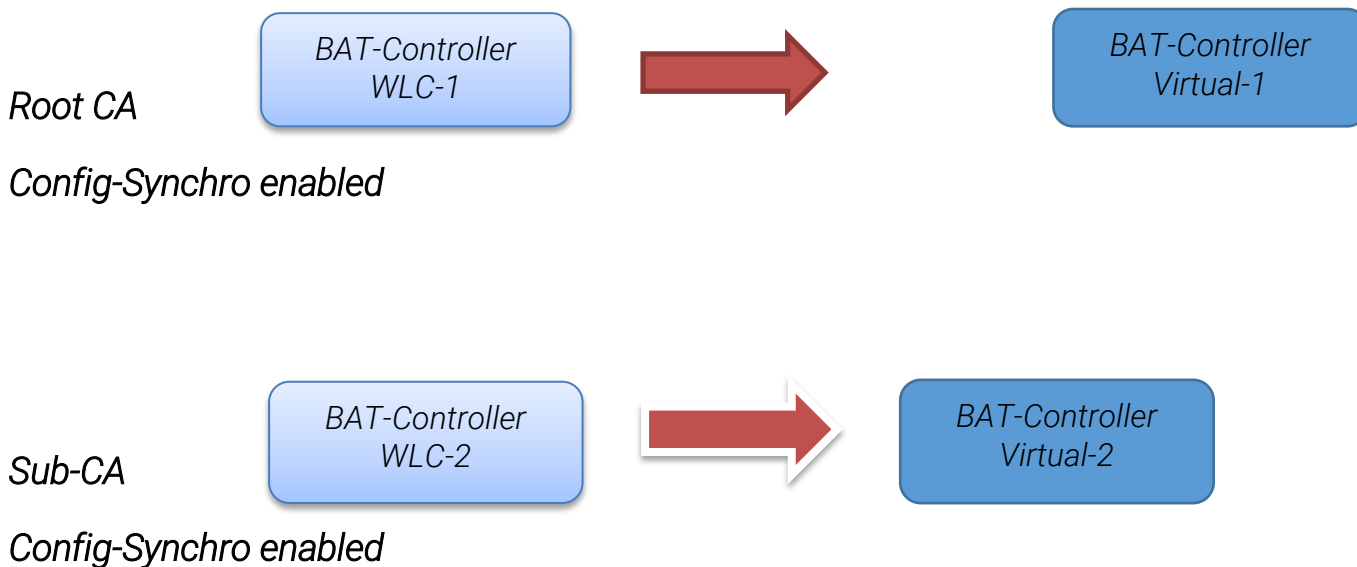 BAT-Controller
WLC-1
BAT-Controller
Virtual-1
Root CA
Config-Synchro enabled
BAT-Controller
WLC-2
BAT-Controller
Virtual-2
Sub-CA
Config-Synchro enabled